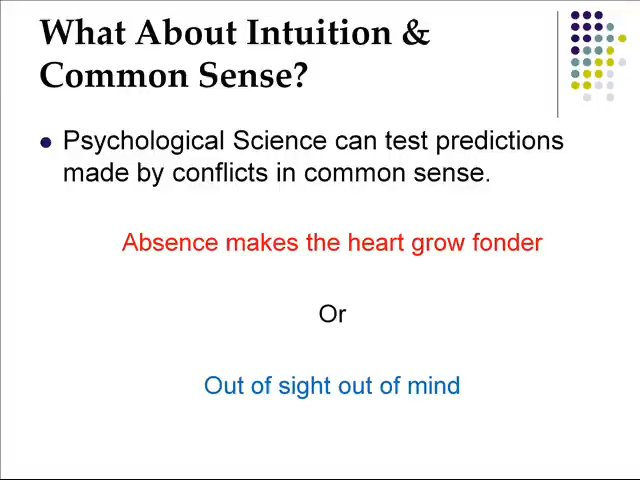 What About Intuition &
Common Sense?
Psychological Science can test predictions
made by conflicts in common sense.
Absence makes the heart grow fonder
Or
Out of sight out of mind